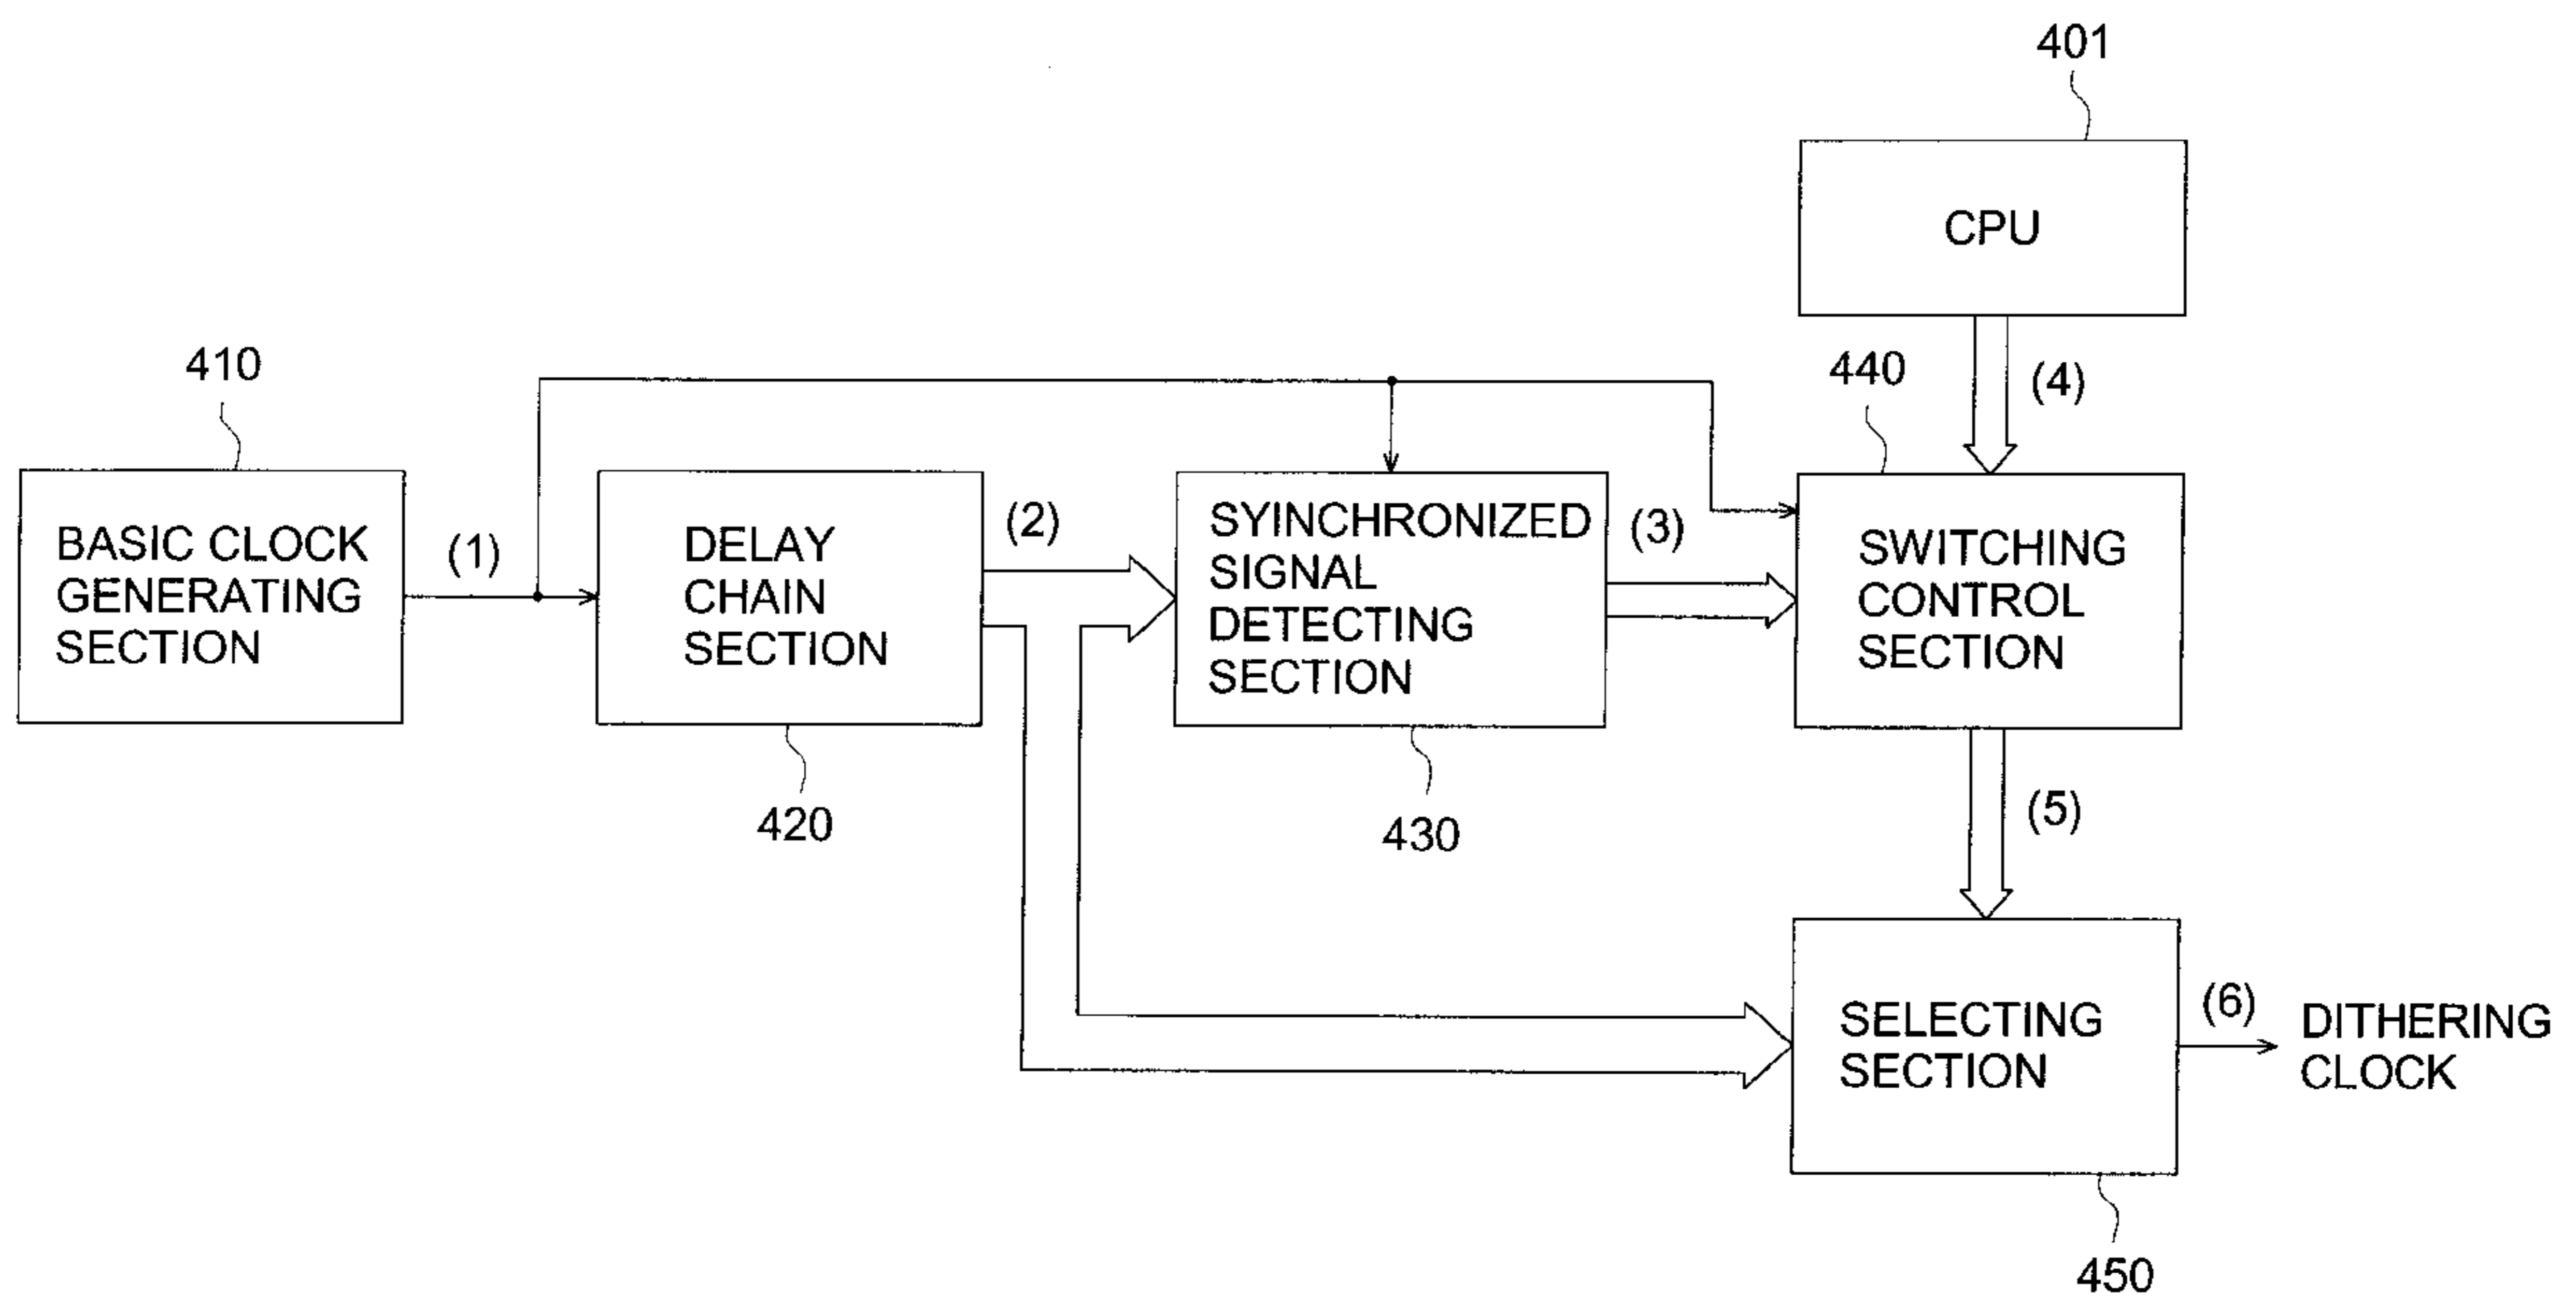 401
CPU
410
440
(4)
BASIC CLOCK
GENERATING
SECTION
(1)
DELAY
CHAIN
SECTION
(2)
SYINCHRONIZED
SIGNAL
DETECTING
SECTION
(3)
SWITCHING
CONTROL
SECTION
420
430
(5)
SELECTING
SECTION
(6)
DITHERING
CLOCK
450